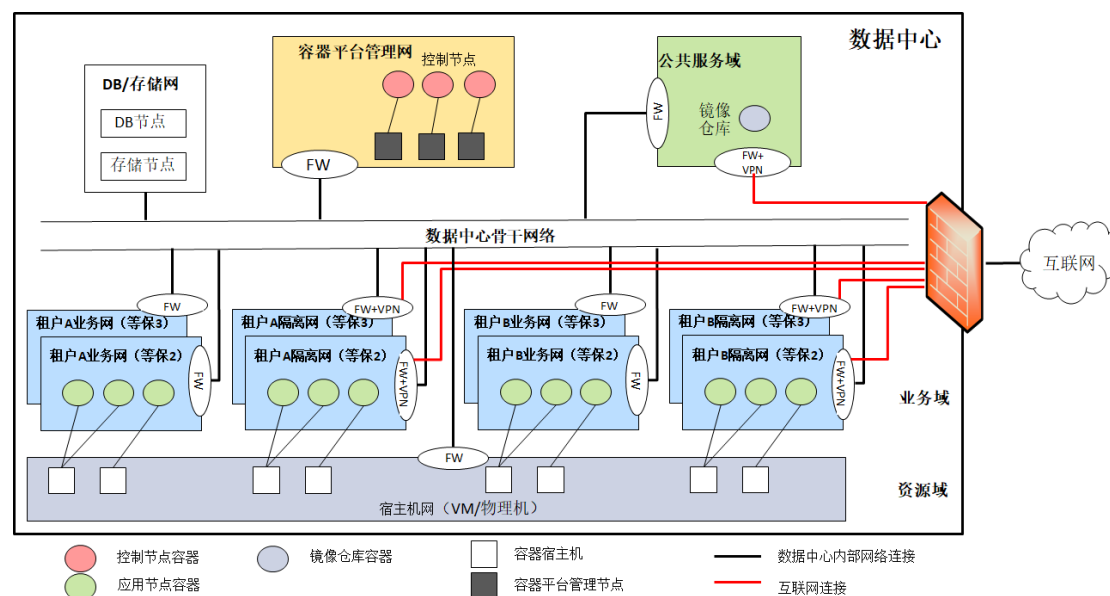 数据中心
容器平台管理网
控制节点
公共服务域
DB/存储网
DB节点
存储节点
FW
镜像
仓库
FW
FW+
VPN
数据中心骨干网络
互联网
FW
FW+VPN
FW
FW+VPN
租户A业务网（等保3）
租户A隔离网（等保3）
租户B业务网（等保3）
租户B隔离网（等保3）
租户A业务网（等保2）
租户A隔离网（等保2）
租户B业务网（等保2）
租户B隔离网（等保2）
FW
FW+VPN
FW
FW+VPN
业务域
FW
资源域
宿主机网（VM/物理机）
控制节点容器
镜像仓库容器
容器宿主机
数据中心内部网络连接
应用节点容器
容器平台管理节点
互联网连接